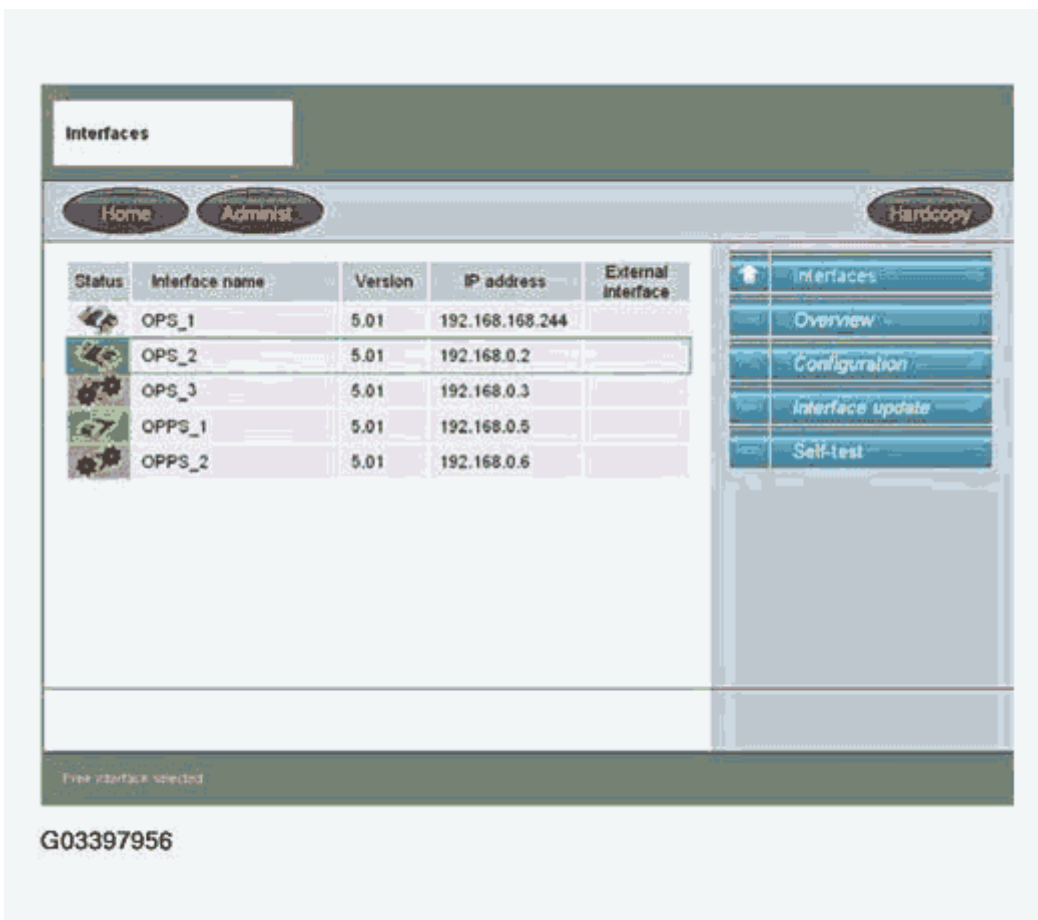 Interfaces
Home Administ. Hardcopy
Status Interface name Version IP address External interface
OPS_1 5.01 192.168.168.244
OPS_2 5.01 192.168.0.2
OPS_3 5.01 192.168.0.3
OPPS_1 5.01 192.168.0.5
OPPS_2 5.01 192.168.0.6
Interfaces
Overview
Configuration
Interface update
Self-test
Free interface selected
G03397956